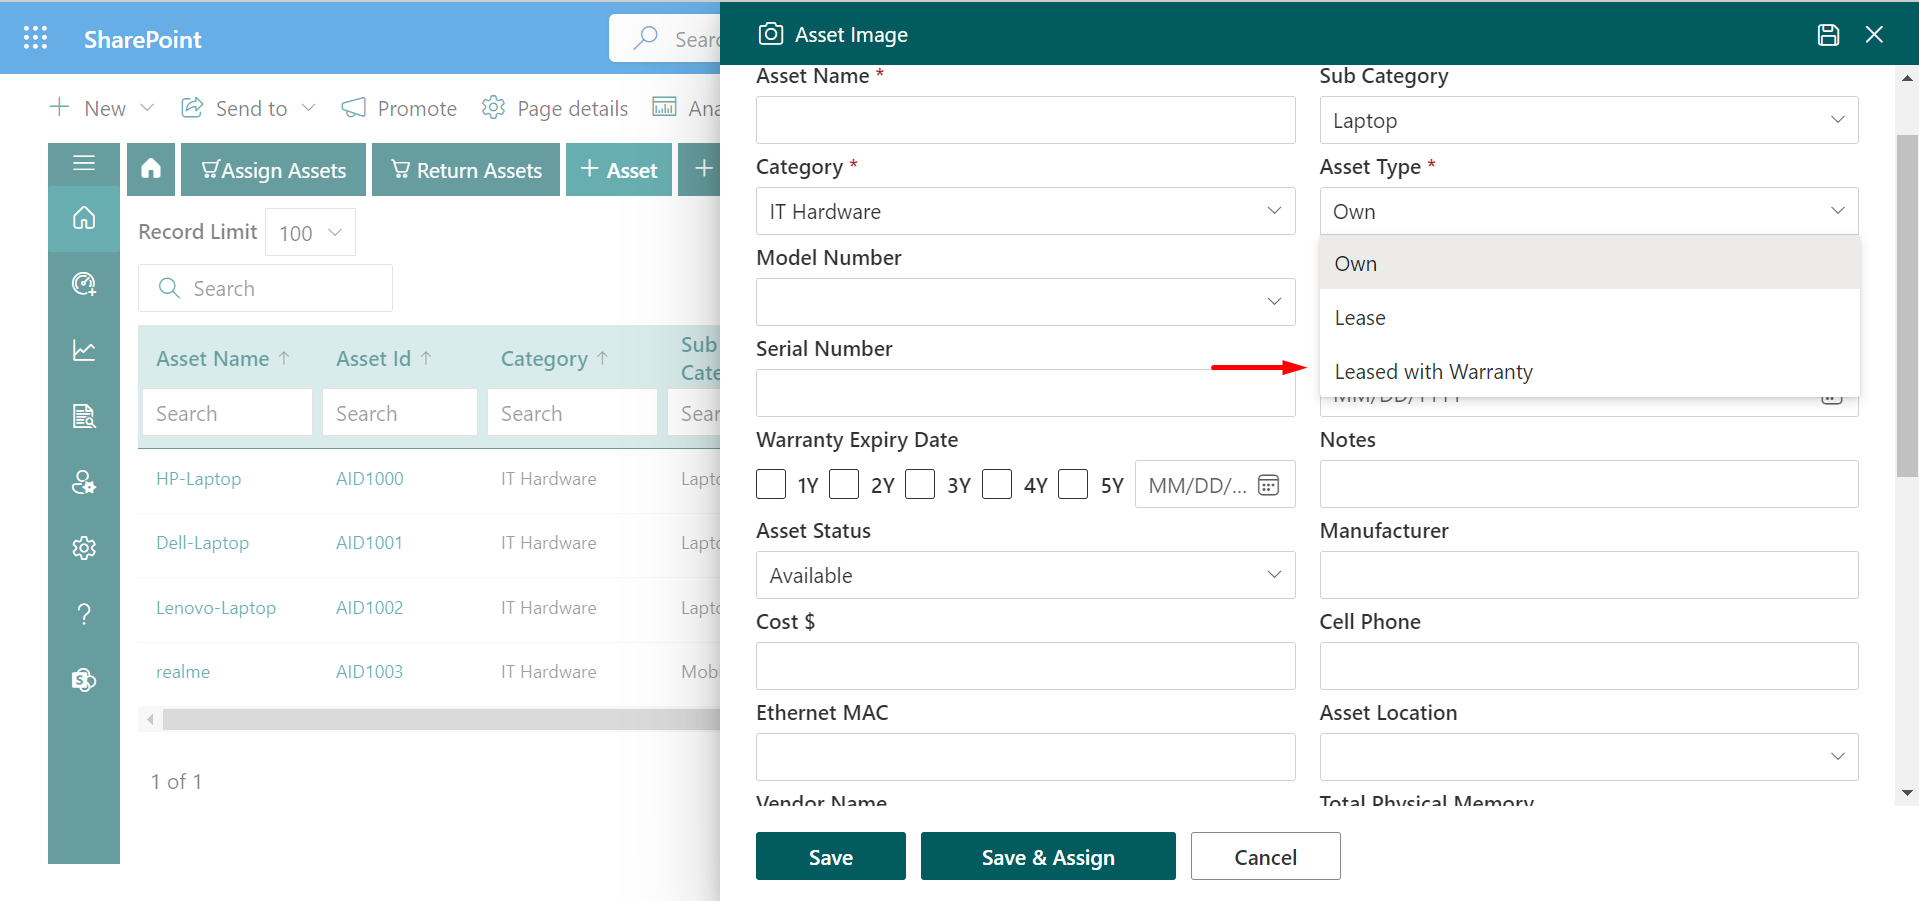 SharePoint
Searc
New
Send to
Promote
Page details
Ana
Assign Assets
Return Assets
+ Asset
+
Record Limit
100
Search
Asset Name ↑
Asset Id ↑
Category ↑
Sub
Cate
Search
Search
Search
Sear
HP-Laptop
AID1000
IT Hardware
Lapto
Dell-Laptop
AID1001
IT Hardware
Lapto
Lenovo-Laptop
AID1002
IT Hardware
Lapto
realme
AID1003
IT Hardware
Mobi
1 of 1
Asset Image
Asset Name *
Sub Category
Laptop
Category *
IT Hardware
Asset Type *
Own
Own
Lease
Leased with Warranty
Model Number
Serial Number
MM/DD/YYYY
Warranty Expiry Date
1Y
2Y
3Y
4Y
5Y
MM/DD/...
Notes
Asset Status
Available
Manufacturer
Cost $
Cell Phone
Ethernet MAC
Asset Location
Vendor Name
Total Physical Memory
Save
Save & Assign
Cancel